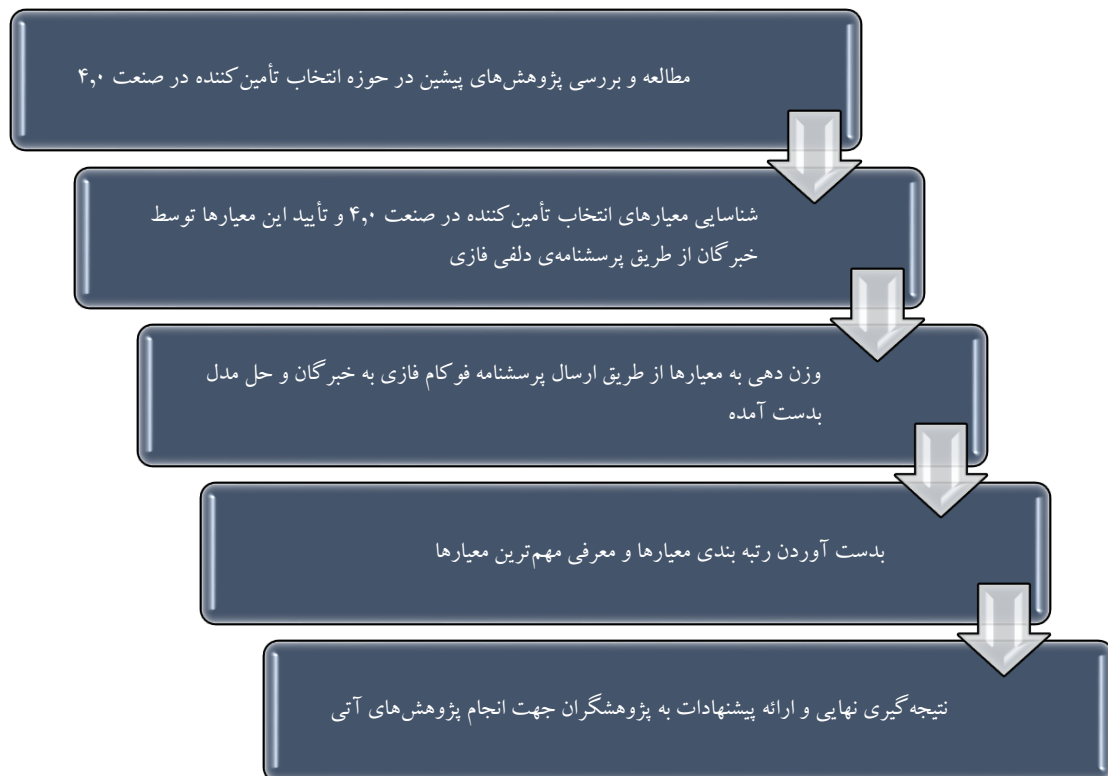 مطالعه و بررسی پژوهش‌های پیشین در حوزه انتخاب تأمین‌کننده در صنعت ۴,۰
شناسایی معیارهای انتخاب تأمین‌کننده در صنعت ۴,۰ و تأیید این معیارها توسط
خبرگان از طریق پرسشنامه‌ی دلفی فازی
وزن دهی به معیارها از طریق ارسال پرسشنامه فوکام فازی به خبرگان و حل مدل
بدست آمده
بدست آوردن رتبه بندی معیارها و معرفی مهم‌ترین معیارها
نتیجه‌گیری نهایی و ارائه پیشنهادات به پژوهشگران جهت انجام پژوهش‌های آتی